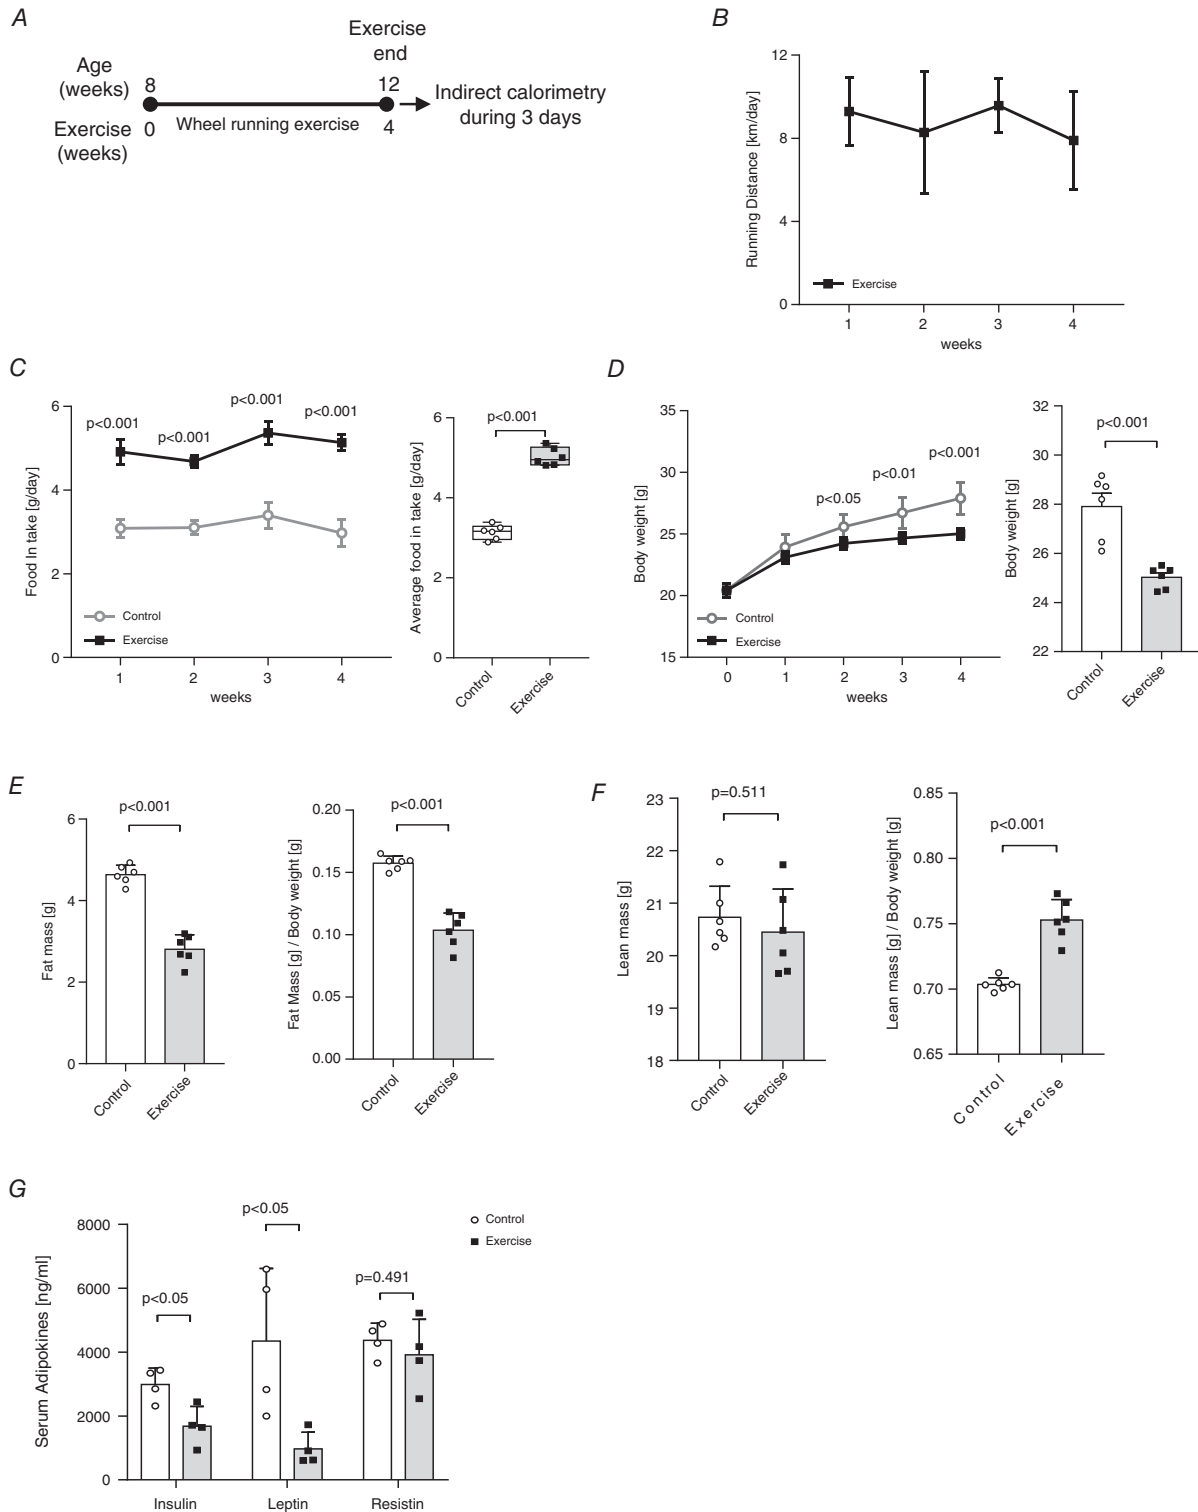 A
Age
(weeks)
8
Exercise
end
12
Exercise
(weeks)
0
Wheel running exercise
4
Indirect calorimetry
during 3 days
B
Running Distance [km/day]
12
8
4
0
Exercise
1 2 3 4
weeks
C
Food In take [g/day]
6
4
2
0
p<0.001
p<0.001
p<0.001
p<0.001
Control
Exercise
1 2 3 4
weeks
Average food in take [g/day]
6
4
2
0
p<0.001
Control
Exercise
D
Body weight [g]
35
30
25
20
15
p<0.05
p<0.01
p<0.001
Control
Exercise
0 1 2 3 4
weeks
Body weight [g]
32
30
28
26
24
22
p<0.001
Control
Exercise
E
Fat mass [g]
6
4
2
0
p<0.001
Control
Exercise
Fat Mass [g] / Body weight [g]
0.20
0.15
0.10
0.05
0.00
p<0.001
Control
Exercise
F
Lean mass [g]
23
22
21
20
19
18
p=0.511
Control
Exercise
Lean mass [g] / Body weight [g]
0.85
0.80
0.75
0.70
0.65
p<0.001
Control
Exercise
G
Serum Adipokines [ng/ml]
8000
6000
4000
2000
0
p<0.05
p<0.05
p=0.491
Control
Exercise
Insulin Leptin Resistin